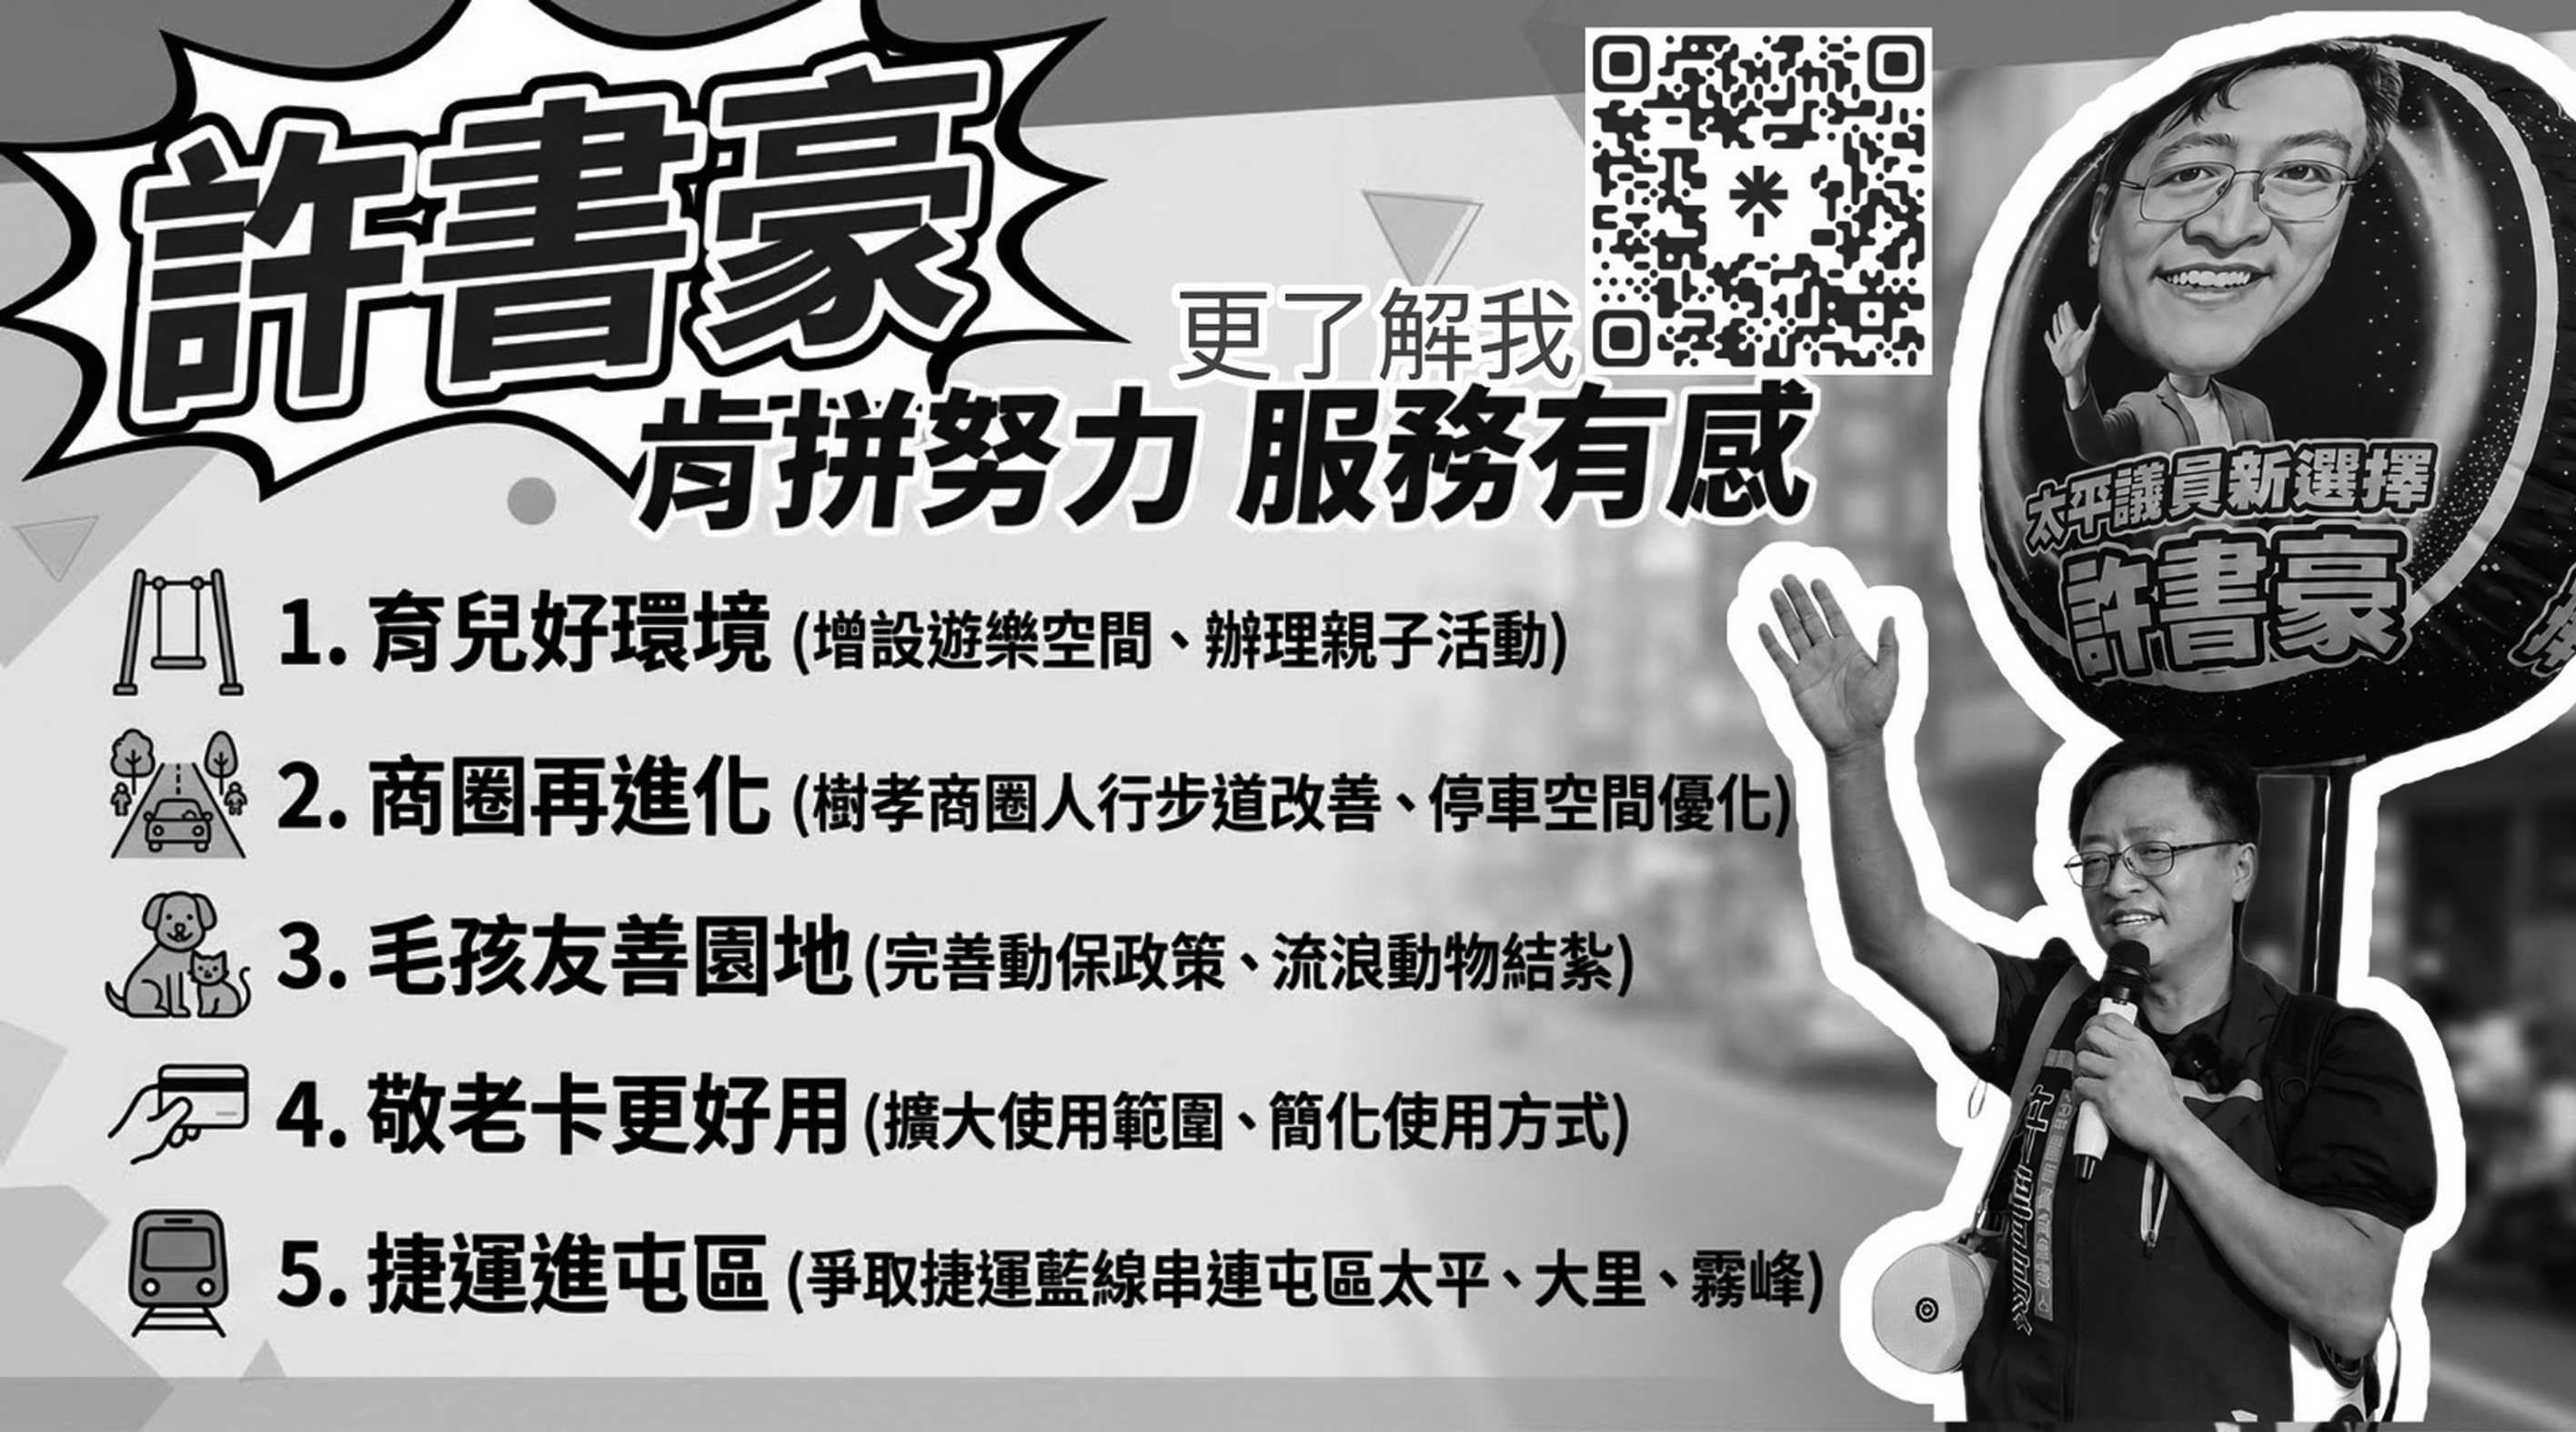 許書豪
更了解我
肯拼努力 服務有感
1. 育兒好環境 (增設遊樂空間、辦理親子活動)
2. 商圈再進化 (樹孝商圈人行步道改善、停車空間優化)
3. 毛孩友善園地 (完善動保政策、流浪動物結紮)
4. 敬老卡更好用 (擴大使用範圍、簡化使用方式)
5. 捷運進屯區 (爭取捷運藍線串連屯區太平、大里、霧峰)
太平議員新選擇
許書豪